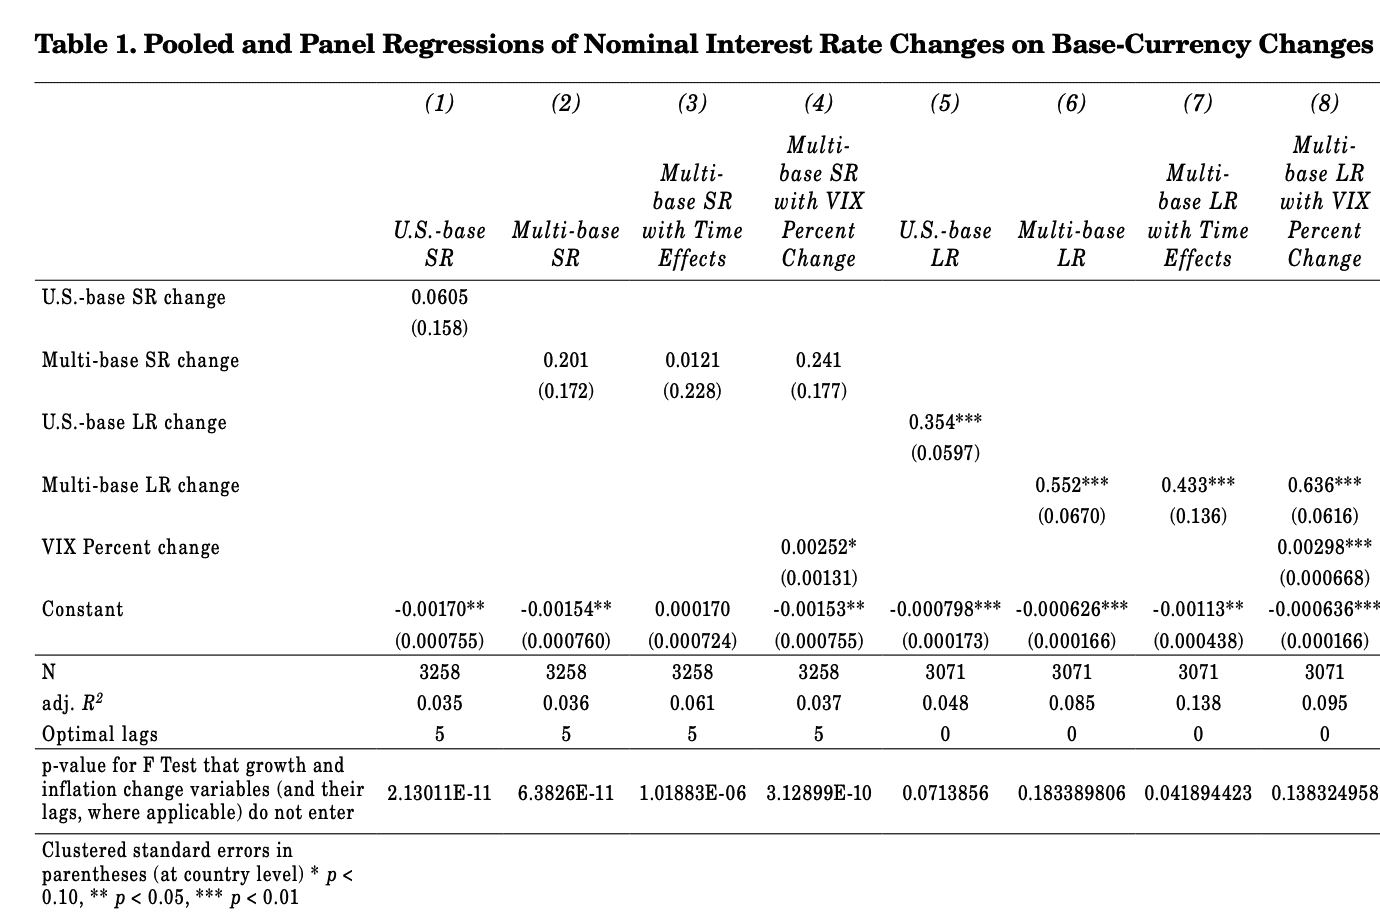 Table 1. Pooled and Panel Regressions of Nominal Interest Rate Changes on Base-Currency Changes
(1) (2) (3) (4) (5) (6) (7) (8)
Multi- Multi-
Multi- base SR Multi- base LR
base SR with VIX base LR with VIX
U.S.-base Multi-base with Time Percent U.S.-base Multi-base with Time Percent
SR SR Effects Change LR LR Effects Change
U.S.-base SR change 0.0605
(0.158)
Multi-base SR change 0.201 0.0121 0.241
(0.172) (0.228) (0.177)
U.S.-base LR change 0.354***
(0.0597)
Multi-base LR change 0.552*** 0.433*** 0.636***
(0.0670) (0.136) (0.0616)
VIX Percent change 0.00252* 0.00298***
(0.00131) (0.000668)
Constant -0.00170** -0.00154** 0.000170 -0.00153** -0.000798*** -0.000626*** -0.00113** -0.000636***
(0.000755) (0.000760) (0.000724) (0.000755) (0.000173) (0.000166) (0.000438) (0.000166)
N 3258 3258 3258 3258 3071 3071 3071 3071
adj. R² 0.035 0.036 0.061 0.037 0.048 0.085 0.138 0.095
Optimal lags 5 5 5 5 0 0 0 0
p-value for F Test that growth and
inflation change variables (and their 2.13011E-11 6.3826E-11 1.01883E-06 3.12899E-10 0.0713856 0.183389806 0.041894423 0.138324958
lags, where applicable) do not enter
Clustered standard errors in
parentheses (at country level) * p <
0.10, ** p < 0.05, *** p < 0.01